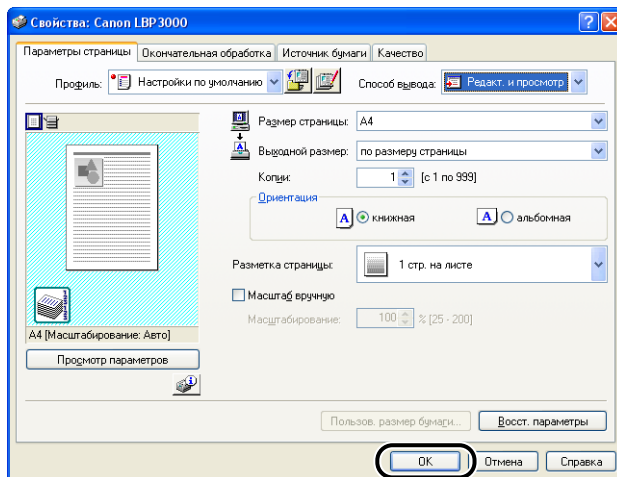 Свойства: Canon LBP3000
Параметры страницы Окончательная обработка Источник бумаги Качество
Профиль: Настройки по умолчанию Способ вывода: Редакт. и просмотр
Размер страницы: A4
Выходной размер: по размеру страницы
Копии: 1 [с 1 по 999]
Ориентация
A книжная A альбомная
Разметка страницы: 1 стр. на листе
Масштаб вручную
Масштабирование: 100 % [25 - 200]
A4 [Масштабирование: Авто]
Просмотр параметров
Пользов. размер бумаги... Восст. параметры
OK Отмена Справка